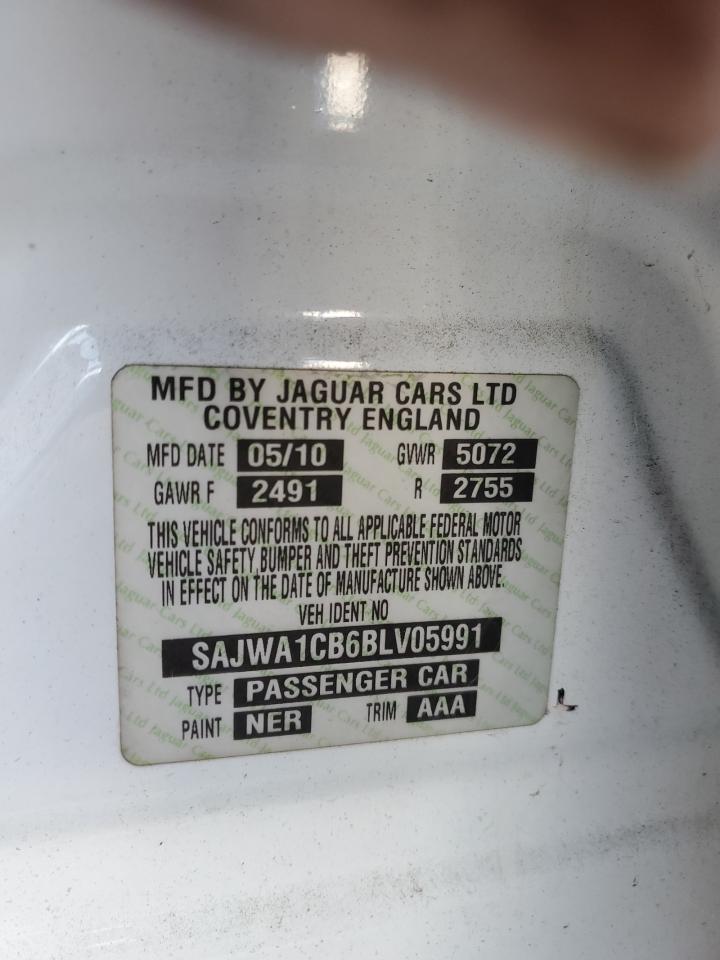 MFD BY JAGUAR CARS LTD
COVENTRY ENGLAND
MFD DATE 05/10 GVWR 5072
GAWR F 2491 R 2755
THIS VEHICLE CONFORMS TO ALL APPLICABLE FEDERAL MOTOR
VEHICLE SAFETY, BUMPER AND THEFT PREVENTION STANDARDS
IN EFFECT ON THE DATE OF MANUFACTURE SHOWN ABOVE.
VEH IDENT NO
SAJWA1CB6BLV05991
TYPE PASSENGER CAR
PAINT NER TRIM AAA